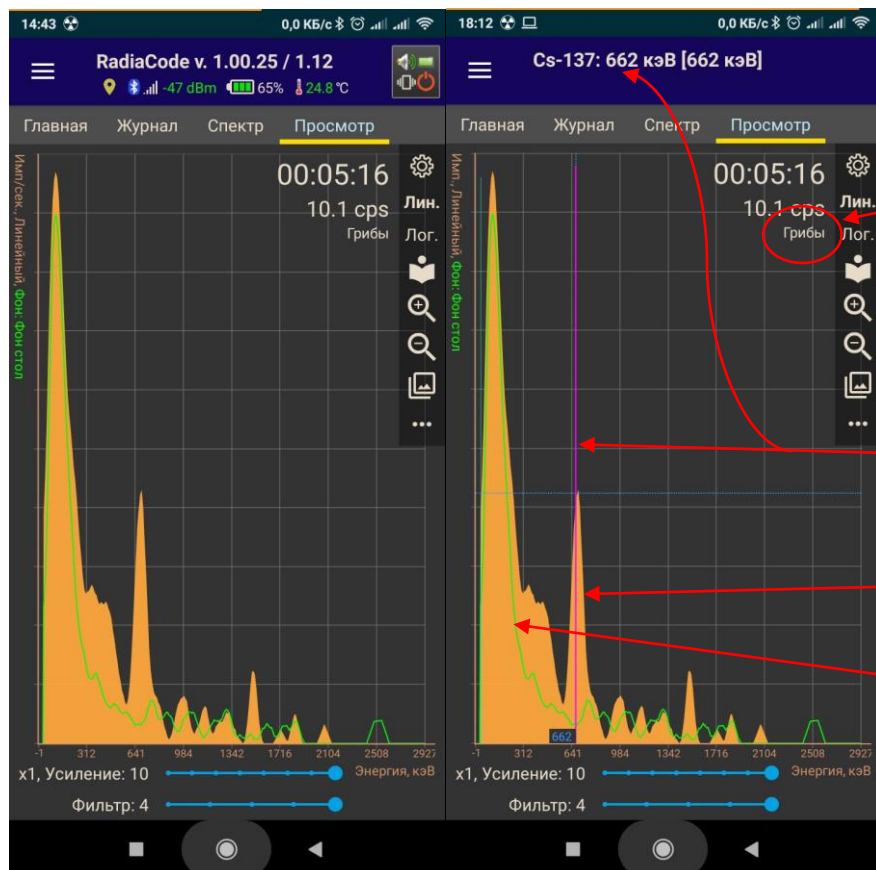 14:43
0,0 КБ/с
RadiaCode v. 1.00.25 / 1.12
-47 dBm 65% 24.8 ℃
Главная Журнал Спектр Просмотр
Имп/сек., Линейный, Фон: Фон стол
00:05:16
10.1 cps
Грибы
Лин.
Лог.
-1 312 641 984 1342 1716 2104 2508 2927
х1, Усиление: 10
Энергия, кэВ
Фильтр: 4
18:12
0,0 КБ/с
Cs-137: 662 кэВ [662 кэВ]
Главная Журнал Спектр Просмотр
Имп., Линейный, Фон: Фон стол
00:05:16
10.1 cps
Грибы
Лин.
Лог.
662
-1 312 641 984 1342 1716 2104 2508 2927
х1, Усиление: 10
Энергия, кэВ
Фильтр: 4